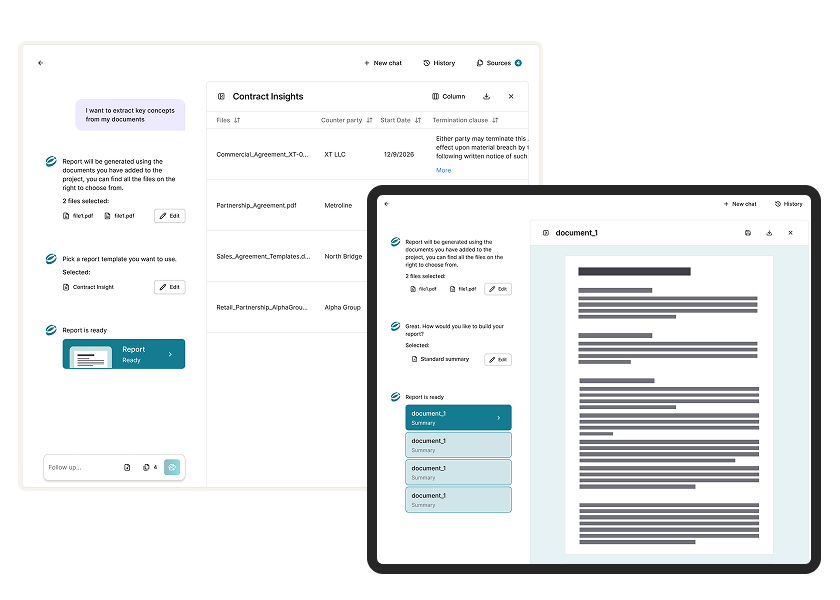 New chat
History
Sources 4
I want to extract key concepts
from my documents
Report will be generated using the
documents you have added to the
project, you can find all the files on the
right to choose from.
2 files selected:
file1.pdf
file1.pdf
Edit
Pick a report template you want to use.
Selected:
Contract Insight
Edit
Report is ready
Report
Ready
Follow up...
4
Contract Insights
Column
Files
Counter party
Start Date
Termination clause
Commercial_Agreement_XT-0...
XT LLC
12/9/2026
Either party may terminate this
effect upon material breach by
following written notice of such
More
Partnership_Agreement.pdf
Metroline
Sales_Agreement_Templates.d...
North Bridge
Retail_Partnership_AlphaGrou...
Alpha Group
New chat
History
Report will be generated using the
documents you have added to the
project, you can find all the files on the
right to choose from.
2 files selected:
file1.pdf
file1.pdf
Edit
Great. How would you like to build your
report?
Selected:
Standard summary
Edit
Report is ready
document_1
Summary
document_1
Summary
document_1
Summary
document_1
Summary
document_1